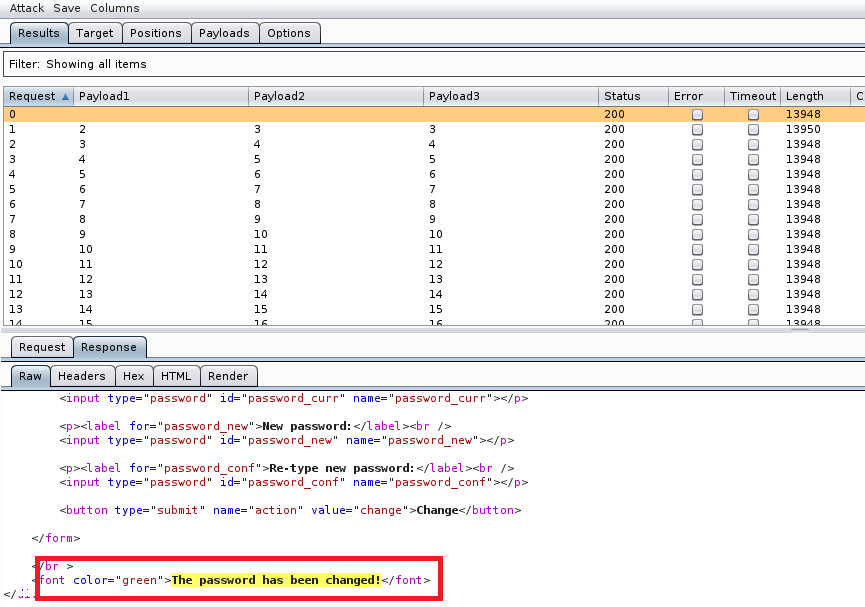 Attack Save Columns
Results Target Positions Payloads Options
Filter: Showing all items
Request Payload1 Payload2 Payload3 Status Error Timeout Length C
0 200 13948
1 2 3 3 200 13950
2 3 4 4 200 13948
3 4 5 5 200 13948
4 5 6 6 200 13948
5 6 7 7 200 13948
6 7 8 8 200 13948
7 8 9 9 200 13948
8 9 10 10 200 13948
9 10 11 11 200 13948
10 11 12 12 200 13948
11 12 13 13 200 13948
12 13 14 14 200 13948
13 14 15 15 200 13948
14 15 16 16 200 13948
Request Response
Raw Headers Hex HTML Render
<input type="password" id="password_curr" name="password_curr"></p>
<p><label for="password_new">New password:</label><br />
<input type="password" id="password_new" name="password_new"></p>
<p><label for="password_conf">Re-type new password:</label><br />
<input type="password" id="password_conf" name="password_conf"></p>
<button type="submit" name="action" value="change">Change</button>
</form>
</br >
<font color="green">The password has been changed!</font>
</